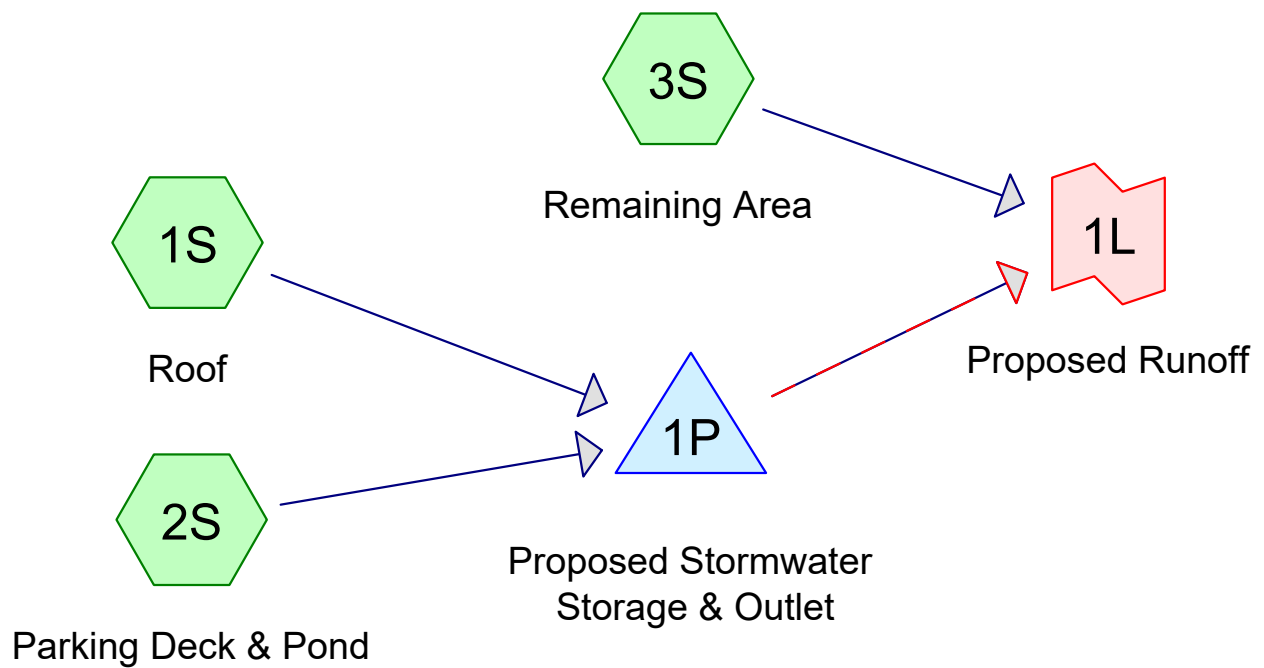 3S
Remaining Area
1S
Roof
1L
Proposed Runoff
1P
Proposed Stormwater
Storage & Outlet
2S
Parking Deck & Pond